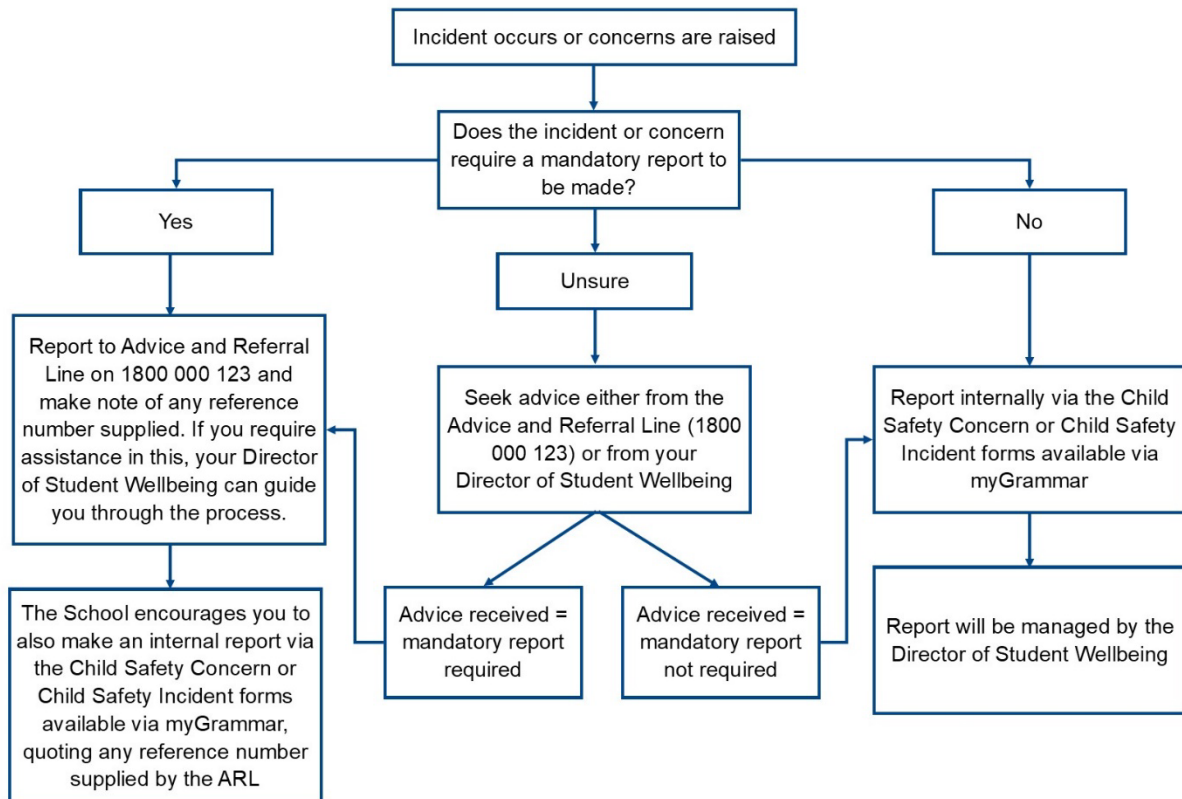 Incident occurs or concerns are raised
Does the incident or concern
require a mandatory report to
be made?
Yes
Unsure
No
Report to Advice and Referral
Line on 1800 000 123 and
make note of any reference
number supplied. If you require
assistance in this, your Director
of Student Wellbeing can guide
you through the process.
Seek advice either from the
Advice and Referral Line (1800
000 123) or from your
Director of Student Wellbeing
Report internally via the Child
Safety Concern or Child Safety
Incident forms available via
myGrammar
The School encourages you to
also make an internal report via
the Child Safety Concern or
Child Safety Incident forms
available via myGrammar,
quoting any reference number
supplied by the ARL
Advice received =
mandatory report
required
Advice received =
mandatory report
not required
Report will be managed by the
Director of Student Wellbeing